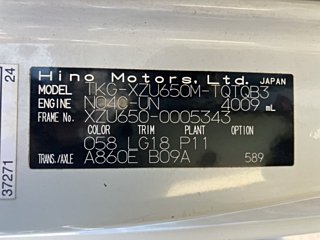 Hino Motors, Ltd. JAPAN
MODEL TKG-XZU650M-TQTQB3
ENGINE N04C-UN 4009 mL
FRAME No. XZU650-0005343
COLOR TRIM PLANT OPTION
058 LG18 P11
TRANS./AXLE A860E B09A 589
37271 24